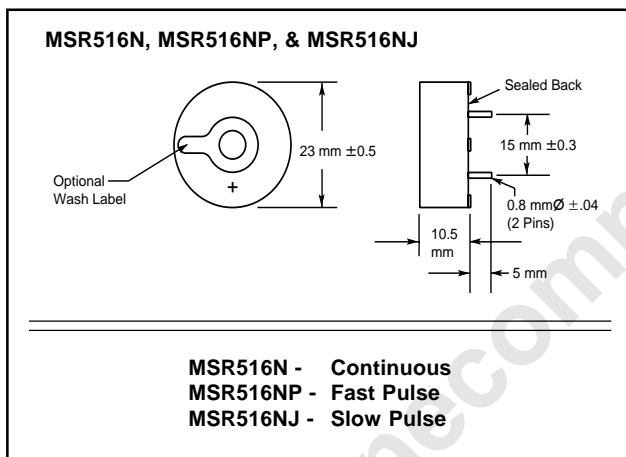 MSR516N, MSR516NP, & MSR516NJ
Sealed Back
23 mm ±0.5
15 mm ±0.3
Optional
Wash Label
+
0.8 mmØ ±.04
(2 Pins)
10.5
mm
5 mm
MSR516N - Continuous
MSR516NP - Fast Pulse
MSR516NJ - Slow Pulse